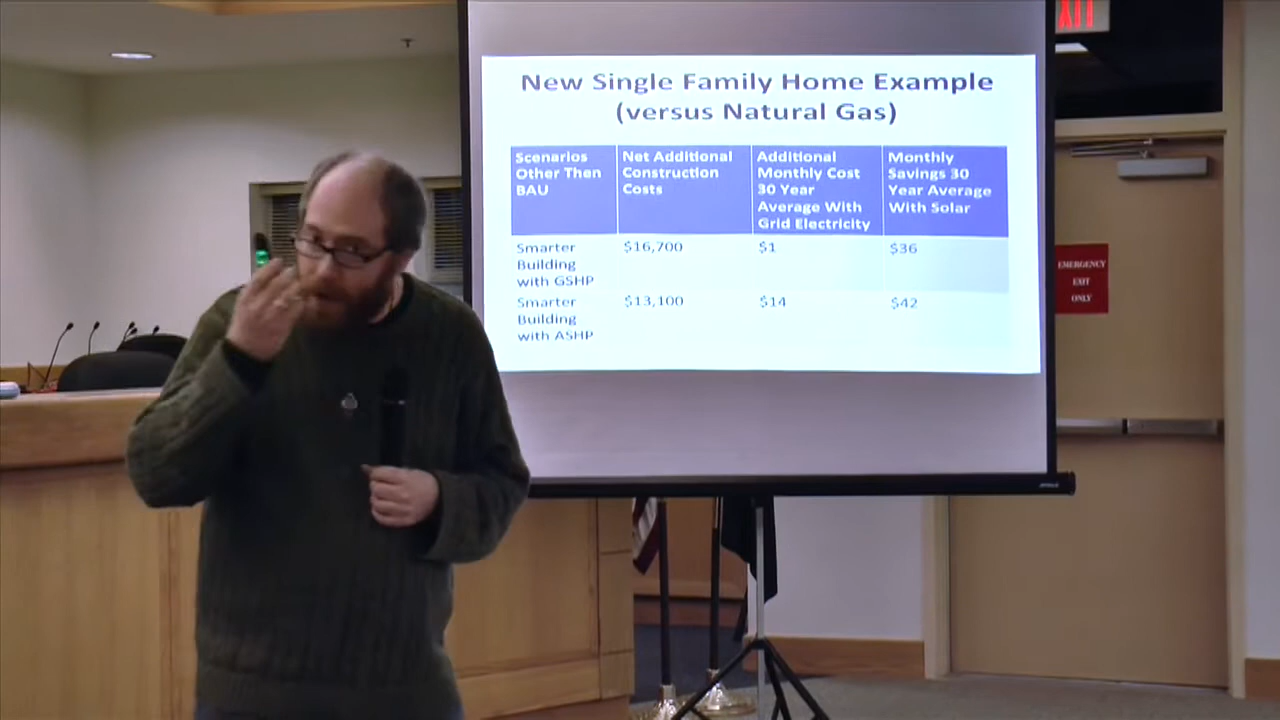 EXIT
New Single Family Home Example
(versus Natural Gas)
Scenarios
Other Then
BAU
Net Additional
Construction
Costs
Additional
Monthly Cost
30 Year
Average With
Grid Electricity
Monthly
Savings 30
Year Average
With Solar
Smarter
Building
with GSHP
$16,700
$1
$36
Smarter
Building
with ASHP
$13,100
$14
$42
EMERGENCY
EXIT
ONLY